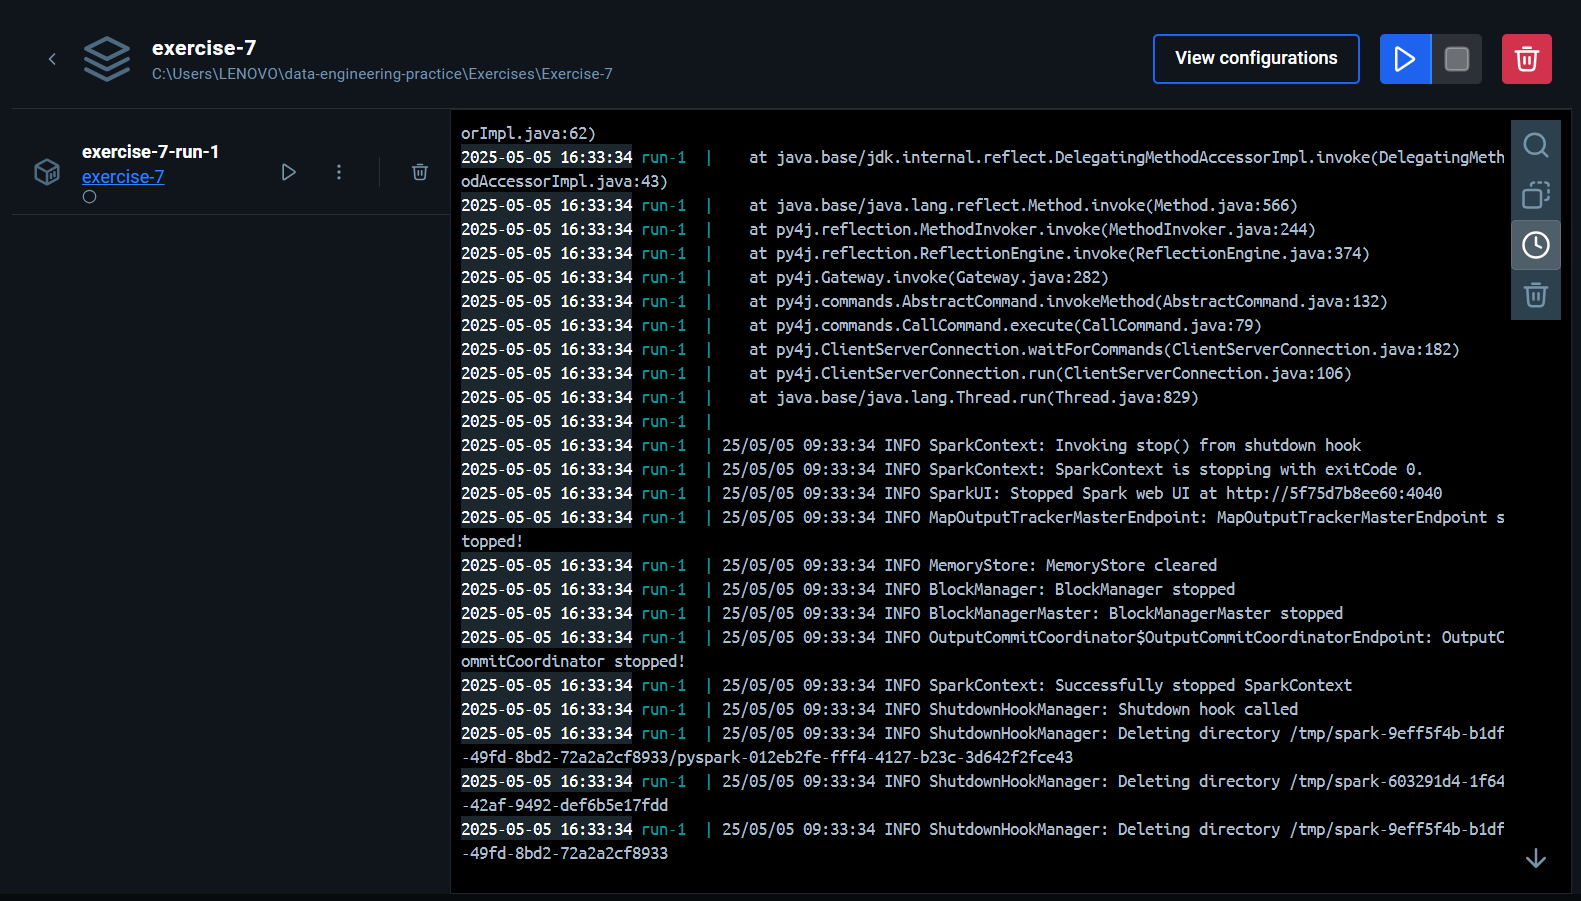 exercise-7
C:\Users\LENOVO\data-engineering-practice\Exercises\Exercise-7
View configurations
exercise-7-run-1
exercise-7
orImpl.java:62)
2025-05-05 16:33:34 run-1  |    at java.base/jdk.internal.reflect.DelegatingMethodAccessorImpl.invoke(DelegatingMeth
odAccessorImpl.java:43)
2025-05-05 16:33:34 run-1  |    at java.base/java.lang.reflect.Method.invoke(Method.java:566)
2025-05-05 16:33:34 run-1  |    at py4j.reflection.MethodInvoker.invoke(MethodInvoker.java:244)
2025-05-05 16:33:34 run-1  |    at py4j.reflection.ReflectionEngine.invoke(ReflectionEngine.java:374)
2025-05-05 16:33:34 run-1  |    at py4j.Gateway.invoke(Gateway.java:282)
2025-05-05 16:33:34 run-1  |    at py4j.commands.AbstractCommand.invokeMethod(AbstractCommand.java:132)
2025-05-05 16:33:34 run-1  |    at py4j.commands.CallCommand.execute(CallCommand.java:79)
2025-05-05 16:33:34 run-1  |    at py4j.ClientServerConnection.waitForCommands(ClientServerConnection.java:182)
2025-05-05 16:33:34 run-1  |    at py4j.ClientServerConnection.run(ClientServerConnection.java:106)
2025-05-05 16:33:34 run-1  |    at java.base/java.lang.Thread.run(Thread.java:829)
2025-05-05 16:33:34 run-1  |
2025-05-05 16:33:34 run-1  | 25/05/05 09:33:34 INFO SparkContext: Invoking stop() from shutdown hook
2025-05-05 16:33:34 run-1  | 25/05/05 09:33:34 INFO SparkContext: SparkContext is stopping with exitCode 0.
2025-05-05 16:33:34 run-1  | 25/05/05 09:33:34 INFO SparkUI: Stopped Spark web UI at http://5f75d7b8ee60:4040
2025-05-05 16:33:34 run-1  | 25/05/05 09:33:34 INFO MapOutputTrackerMasterEndpoint: MapOutputTrackerMasterEndpoint s
topped!
2025-05-05 16:33:34 run-1  | 25/05/05 09:33:34 INFO MemoryStore: MemoryStore cleared
2025-05-05 16:33:34 run-1  | 25/05/05 09:33:34 INFO BlockManager: BlockManager stopped
2025-05-05 16:33:34 run-1  | 25/05/05 09:33:34 INFO BlockManagerMaster: BlockManagerMaster stopped
2025-05-05 16:33:34 run-1  | 25/05/05 09:33:34 INFO OutputCommitCoordinator$OutputCommitCoordinatorEndpoint: OutputC
ommitCoordinator stopped!
2025-05-05 16:33:34 run-1  | 25/05/05 09:33:34 INFO SparkContext: Successfully stopped SparkContext
2025-05-05 16:33:34 run-1  | 25/05/05 09:33:34 INFO ShutdownHookManager: Shutdown hook called
2025-05-05 16:33:34 run-1  | 25/05/05 09:33:34 INFO ShutdownHookManager: Deleting directory /tmp/spark-9eff5f4b-b1df
-49fd-8bd2-72a2a2cf8933/pyspark-012eb2fe-fff4-4127-b23c-3d642f2fce43
2025-05-05 16:33:34 run-1  | 25/05/05 09:33:34 INFO ShutdownHookManager: Deleting directory /tmp/spark-603291d4-1f64
-42af-9492-def6b5e17fdd
2025-05-05 16:33:34 run-1  | 25/05/05 09:33:34 INFO ShutdownHookManager: Deleting directory /tmp/spark-9eff5f4b-b1df
-49fd-8bd2-72a2a2cf8933